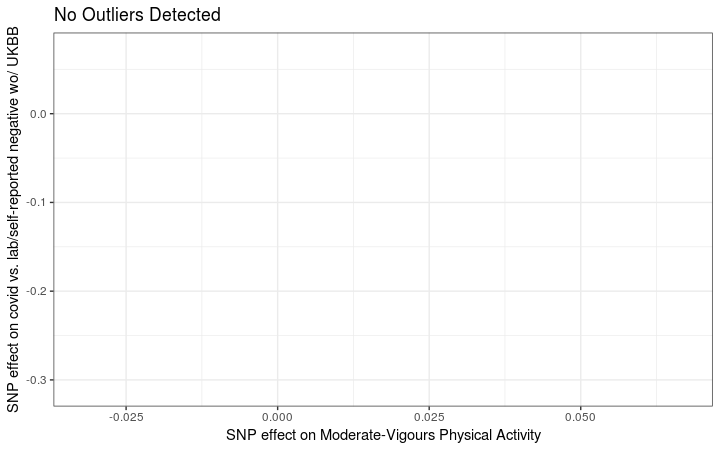 No Outliers Detected
SNP effect on covid vs. lab/self-reported negative wo/ UKBB
0.0
-0.1
-0.2
-0.3
-0.025
0.000
0.025
0.050
SNP effect on Moderate-Vigours Physical Activity